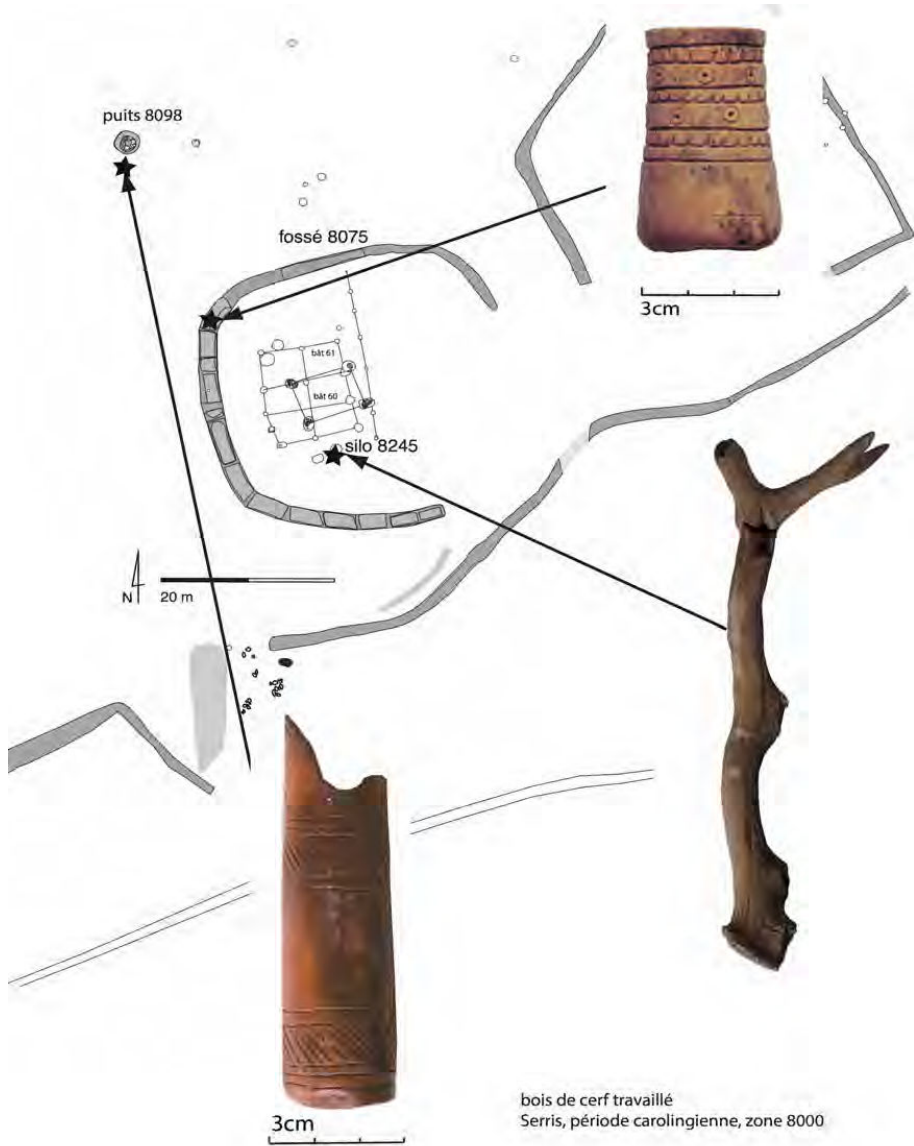 puits 8098
fossé 8075
3cm
bât 61
bât 60
silo 8245
N
20 m
3cm
bois de cerf travaillé
Serris, période carolingienne, zone 8000